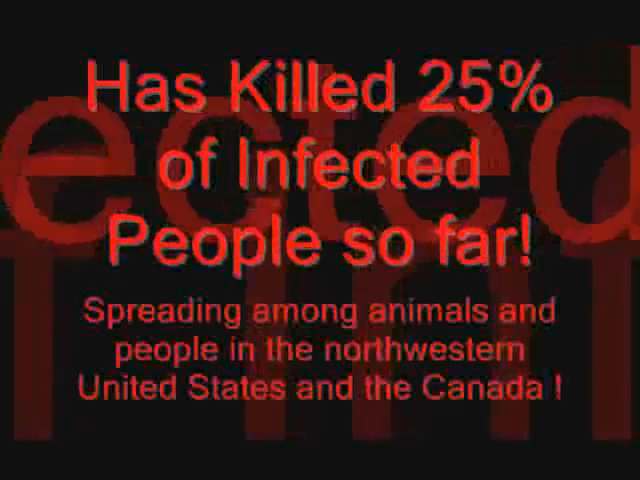 Has Killed 25%
of Infected
People so far!
Spreading among animals and
people in the northwestern
United States and the Canada !
ected